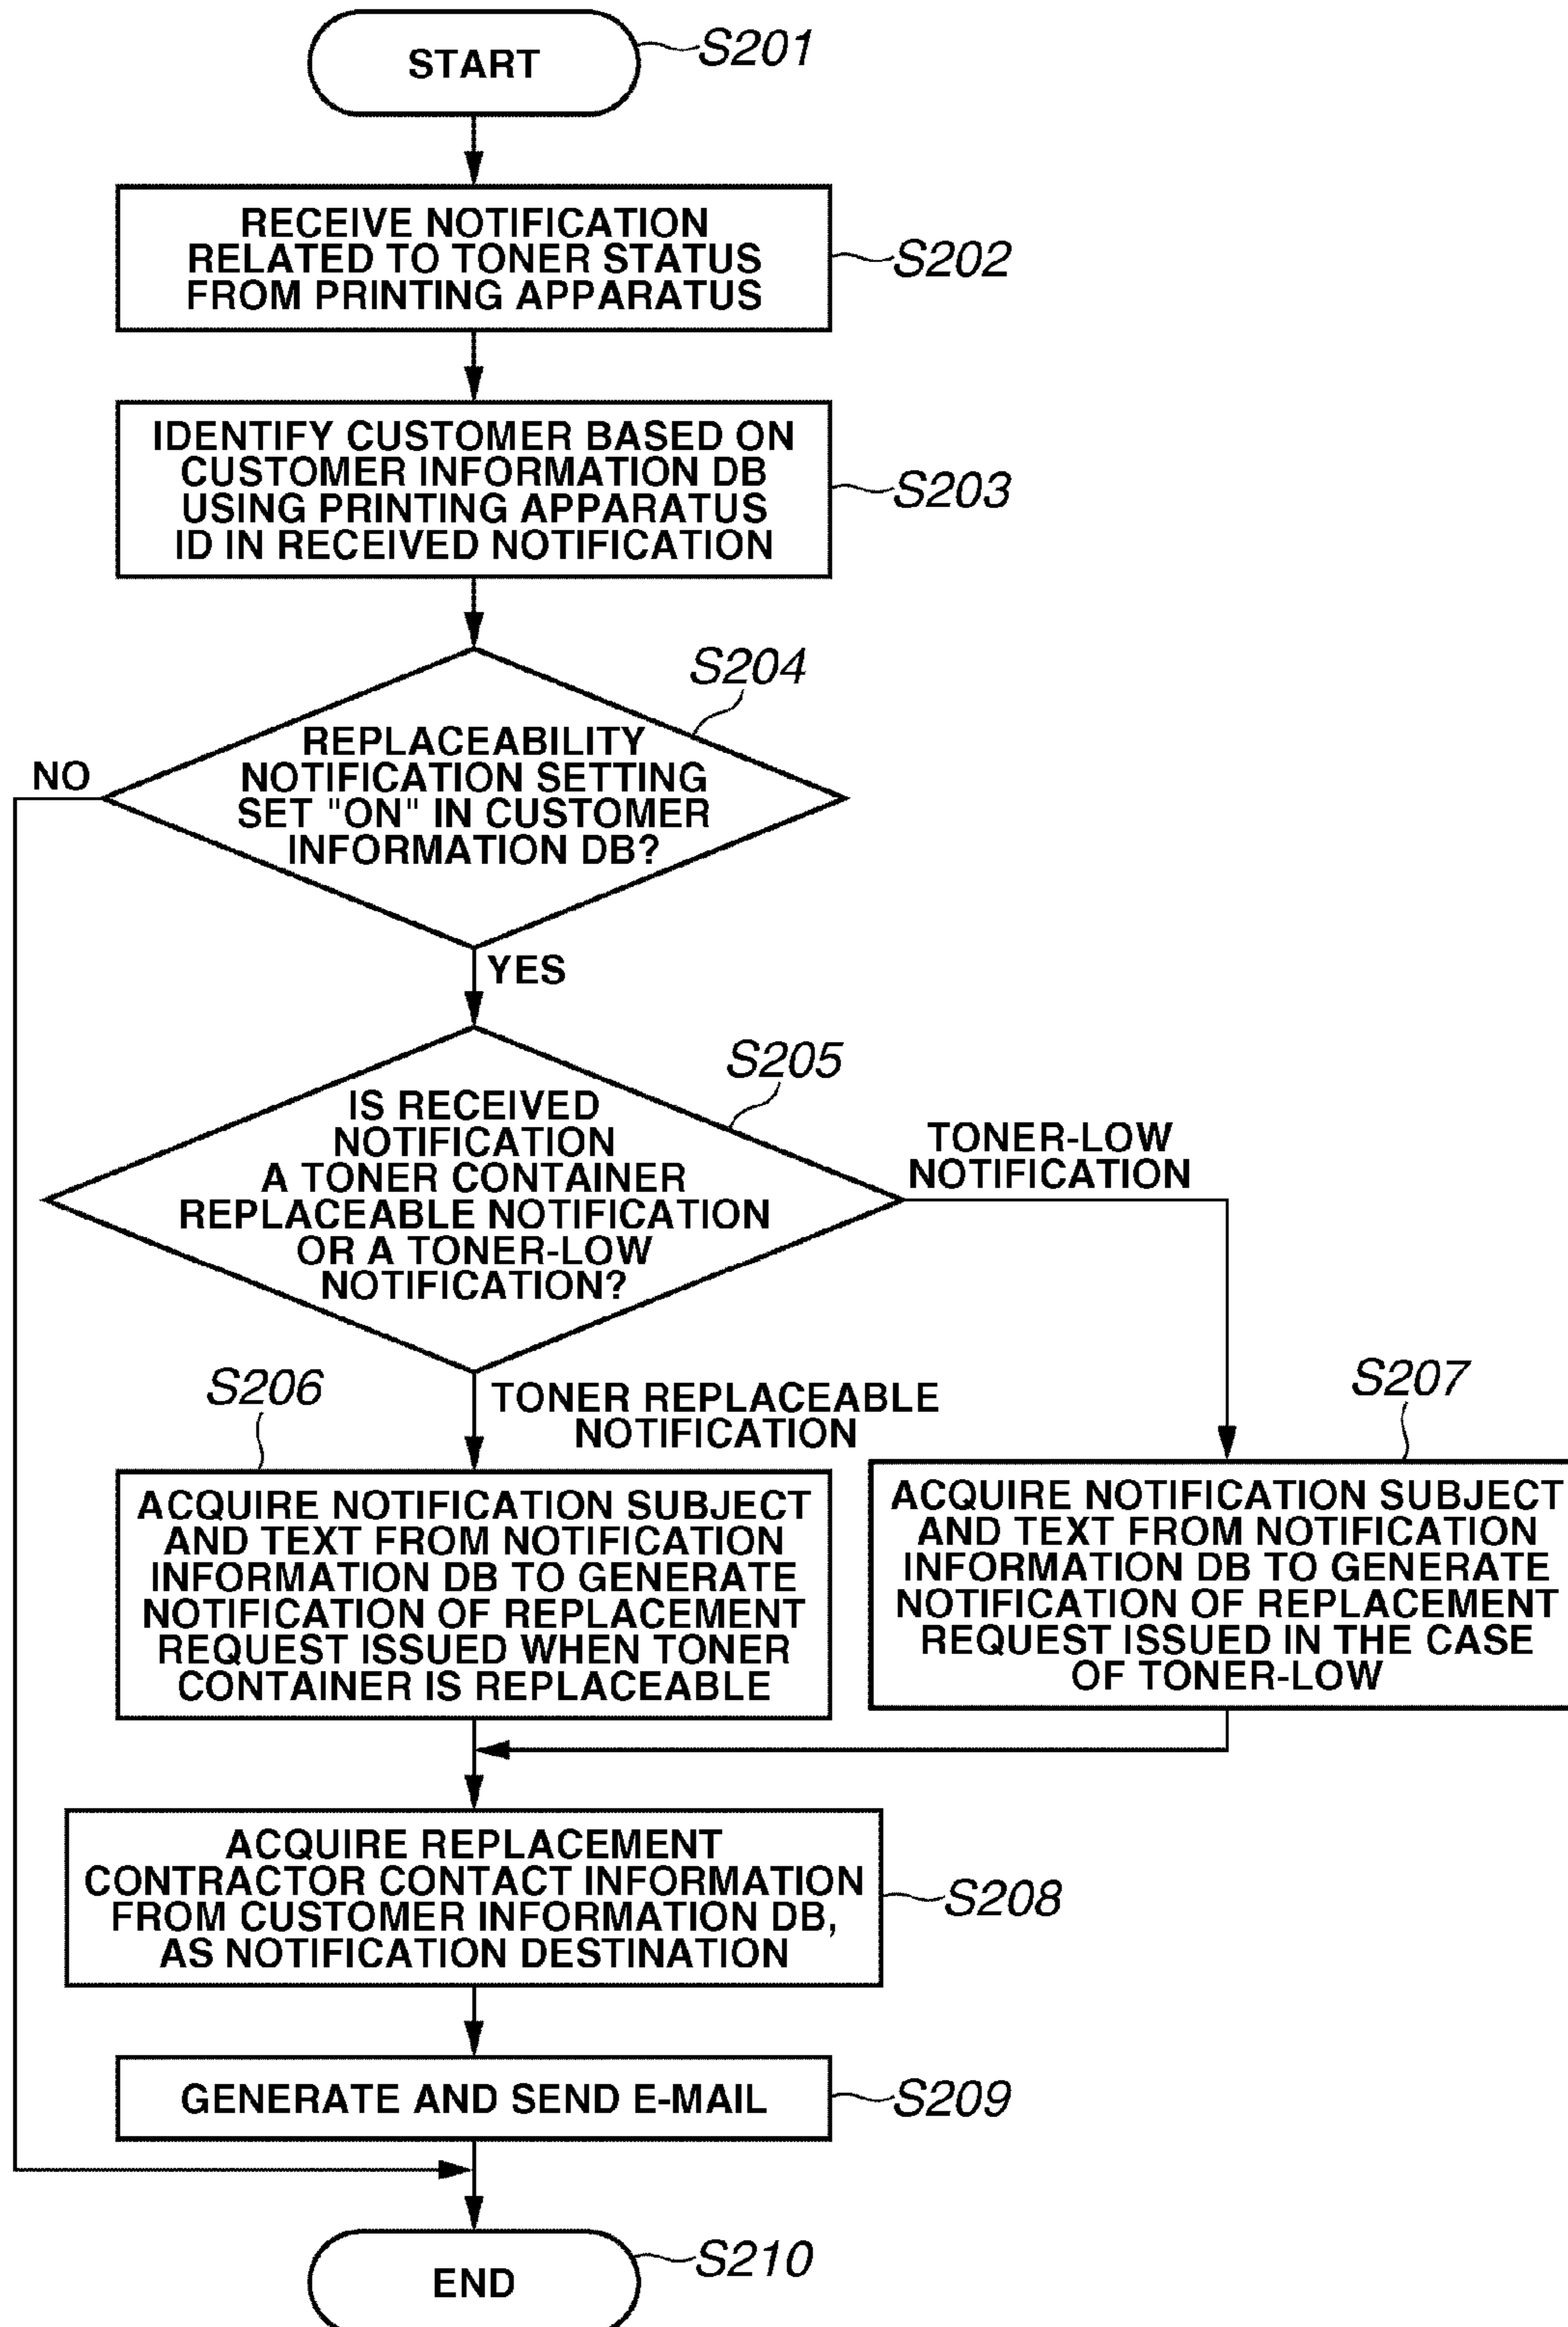 START
S201
RECEIVE NOTIFICATION
RELATED TO TONER STATUS
FROM PRINTING APPARATUS
S202
IDENTIFY CUSTOMER BASED ON
CUSTOMER INFORMATION DB
USING PRINTING APPARATUS
ID IN RECEIVED NOTIFICATION
S203
S204
REPLACEABILITY
NOTIFICATION SETTING
SET "ON" IN CUSTOMER
INFORMATION DB?
NO
YES
S205
IS RECEIVED
NOTIFICATION
A TONER CONTAINER
REPLACEABLE NOTIFICATION
OR A TONER-LOW
NOTIFICATION?
TONER-LOW
NOTIFICATION
TONER REPLACEABLE
NOTIFICATION
S206
ACQUIRE NOTIFICATION SUBJECT
AND TEXT FROM NOTIFICATION
INFORMATION DB TO GENERATE
NOTIFICATION OF REPLACEMENT
REQUEST ISSUED WHEN TONER
CONTAINER IS REPLACEABLE
S207
ACQUIRE NOTIFICATION SUBJECT
AND TEXT FROM NOTIFICATION
INFORMATION DB TO GENERATE
NOTIFICATION OF REPLACEMENT
REQUEST ISSUED IN THE CASE
OF TONER-LOW
ACQUIRE REPLACEMENT
CONTRACTOR CONTACT INFORMATION
FROM CUSTOMER INFORMATION DB,
AS NOTIFICATION DESTINATION
S208
GENERATE AND SEND E-MAIL
S209
END
S210